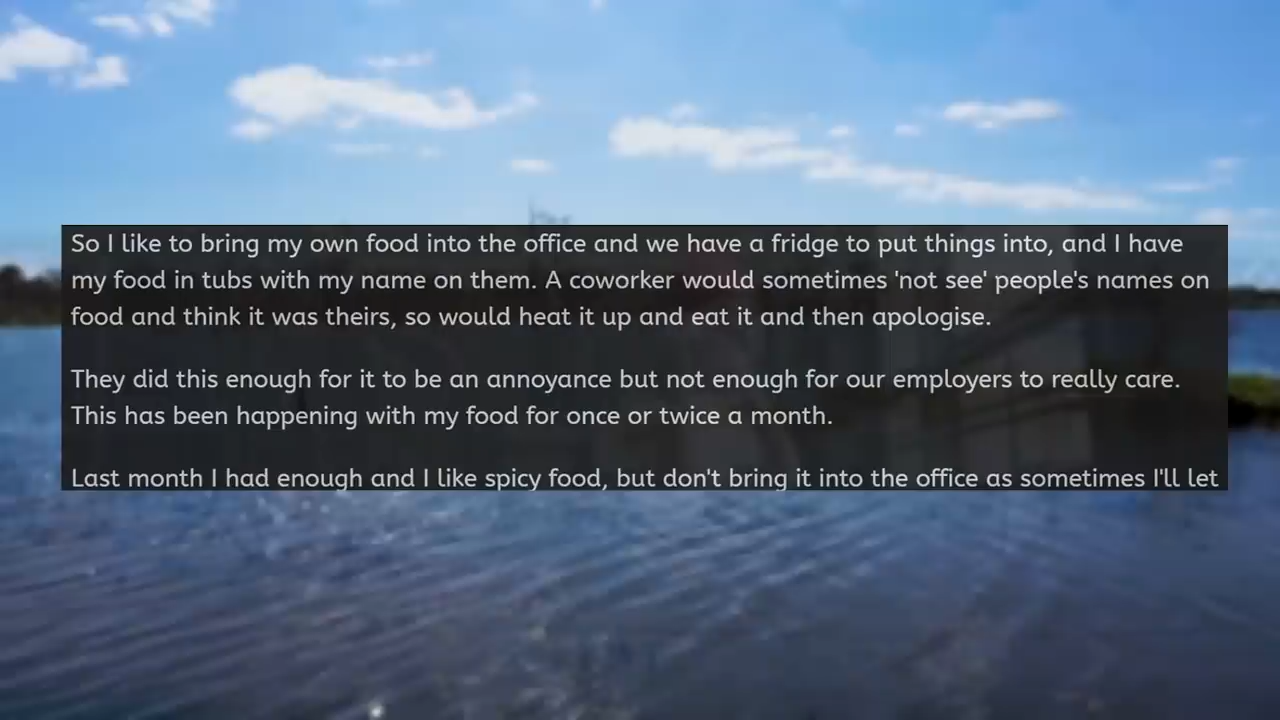 So I like to bring my own food into the office and we have a fridge to put things into, and I have
my food in tubs with my name on them. A coworker would sometimes 'not see' people's names on
food and think it was theirs, so would heat it up and eat it and then apologise.
They did this enough for it to be an annoyance but not enough for our employers to really care.
This has been happening with my food for once or twice a month.
Last month I had enough and I like spicy food, but don't bring it into the office as sometimes I'll let